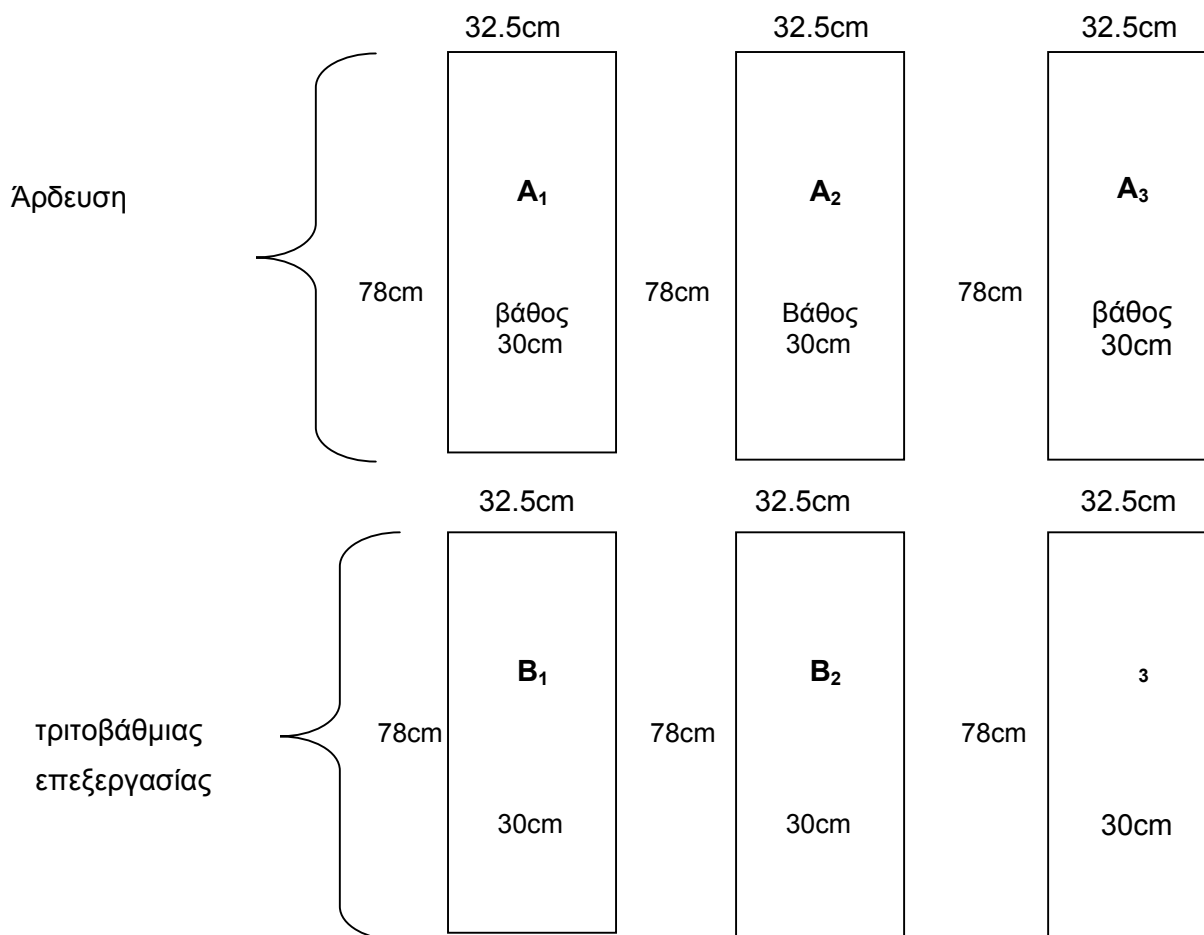 32.5cm 32.5cm 32.5cm
Άρδευση
A1 A2 A3
78cm 78cm 78cm
βάθος Βάθος βάθος
30cm 30cm 30cm
32.5cm 32.5cm 32.5cm
B1 B2 3
τριτοβάθμιας 78cm 78cm 78cm
επεξεργασίας
30cm 30cm 30cm